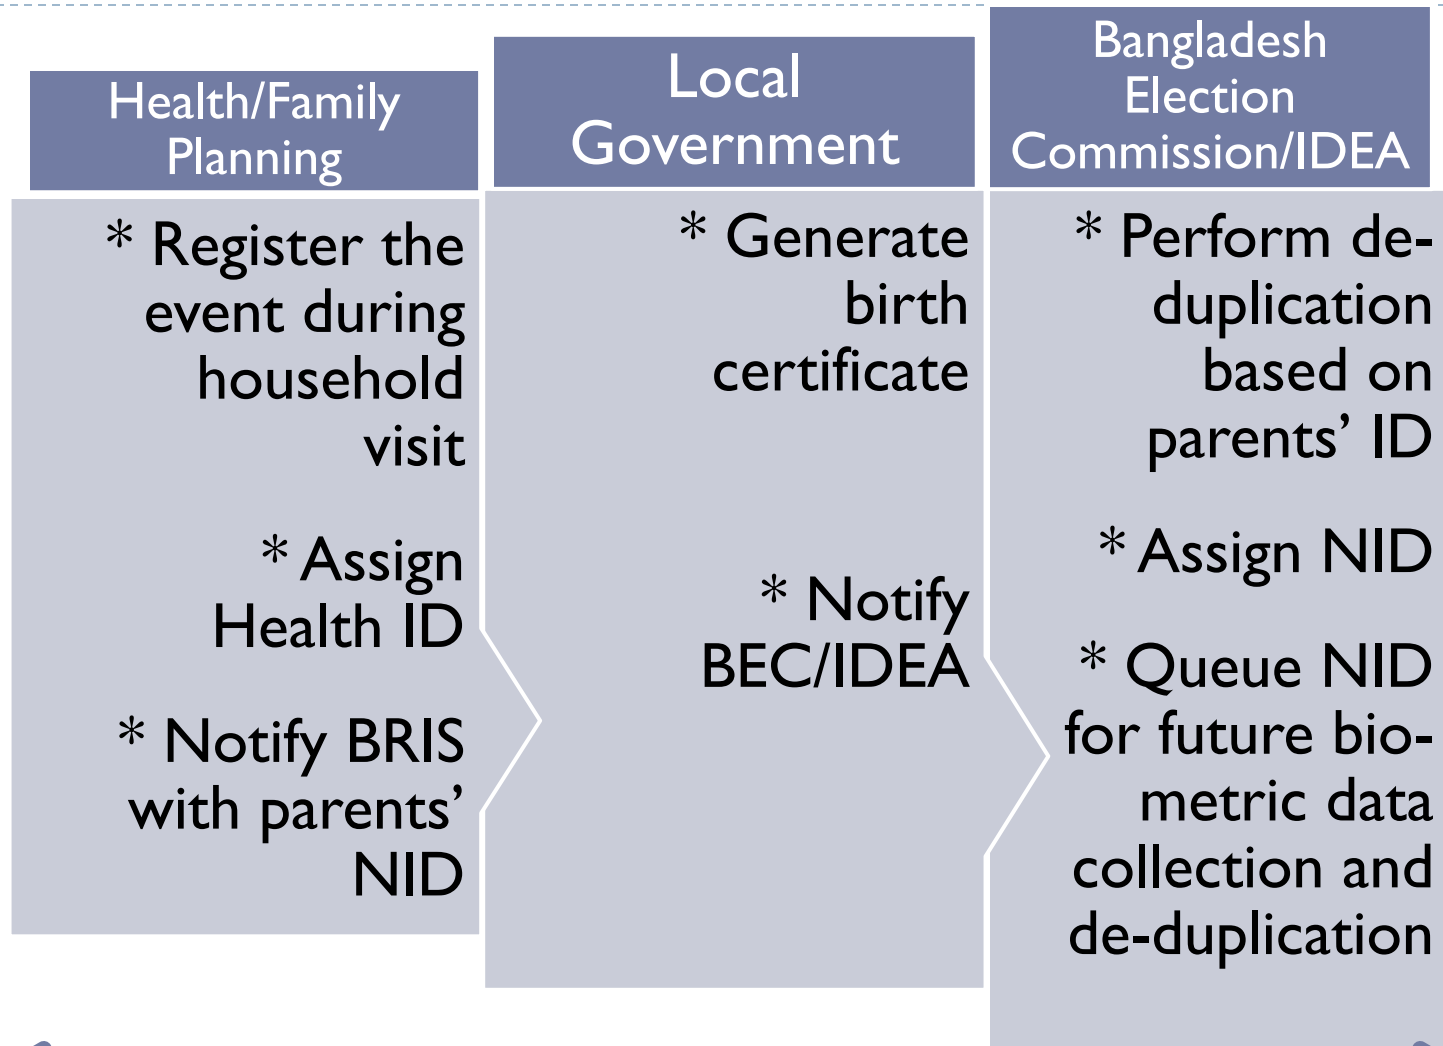 Health/Family
Planning
* Register the
event during
household
visit
* Assign
Health ID
* Notify BRIS
with parents’
NID
Local
Government
* Generate
birth
certificate
* Notify
BEC/IDEA
Bangladesh
Election
Commission/IDEA
* Perform de-
duplication
based on
parents’ ID
* Assign NID
* Queue NID
for future bio-
metric data
collection and
de-duplication